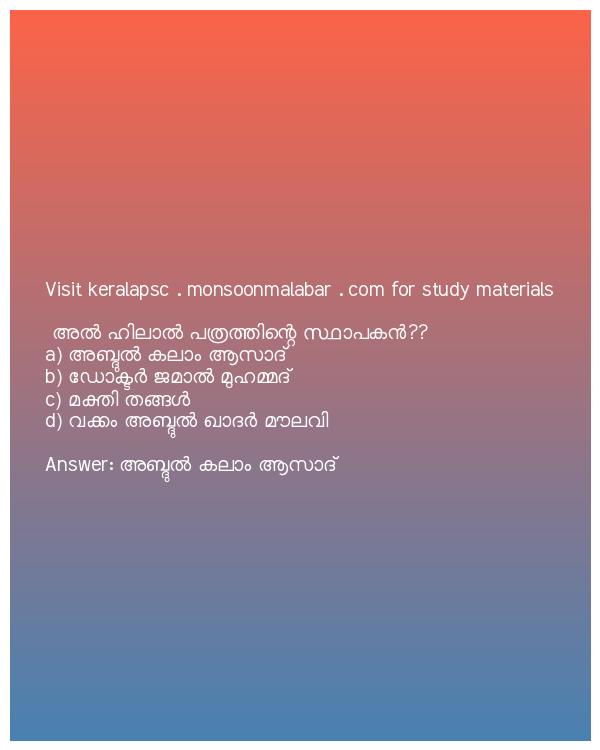 Visit keralapsc . monsoonmalabar . com for study materials
അൽ ഹിലാൽ പത്രത്തിന്റെ സ്ഥാപകൻ??
a) അബ്ദുൽ കലാം ആസാദ്
b) ഡോക്ടർ ജമാൽ മുഹമ്മദ്
c) മക്തി തങ്ങൾ
d) വക്കം അബ്ദുൽ ഖാദർ മൗലവി
Answer: അബ്ദുൽ കലാം ആസാദ്